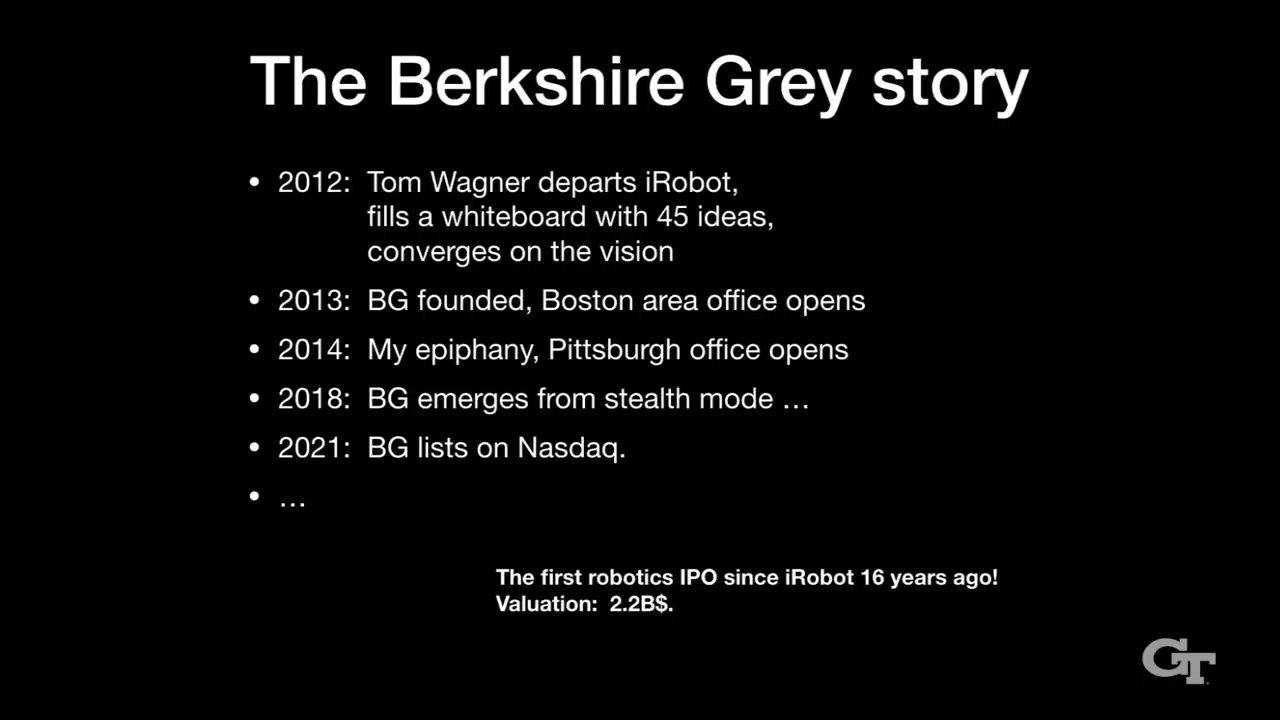 The Berkshire Grey story
• 2012: Tom Wagner departs iRobot,
fills a whiteboard with 45 ideas,
converges on the vision
• 2013: BG founded, Boston area office opens
• 2014: My epiphany, Pittsburgh office opens
• 2018: BG emerges from stealth mode …
• 2021: BG lists on Nasdaq.
• …
The first robotics IPO since iRobot 16 years ago!
Valuation: 2.2B$.
GT